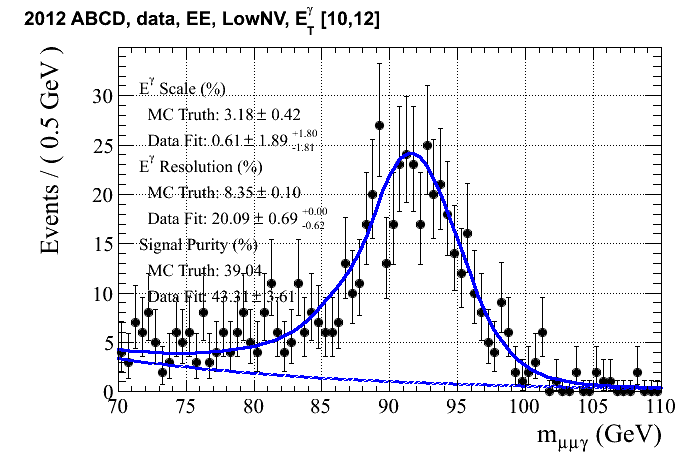 2012 ABCD, data, EE, LowNV, E_T^γ [10,12]
Events / ( 0.5 GeV )
E^γ Scale (%)
MC Truth: 3.18 ± 0.42
Data Fit: 0.61 ± 1.89 +1.80 -1.81
E^γ Resolution (%)
MC Truth: 8.35 ± 0.10
Data Fit: 20.09 ± 0.69 +0.00 -0.62
Signal Purity (%)
MC Truth: 39.04
Data Fit: 43.31 ± 3.61
30
25
20
15
10
5
0
70 75 80 85 90 95 100 105 110
m_μμγ (GeV)